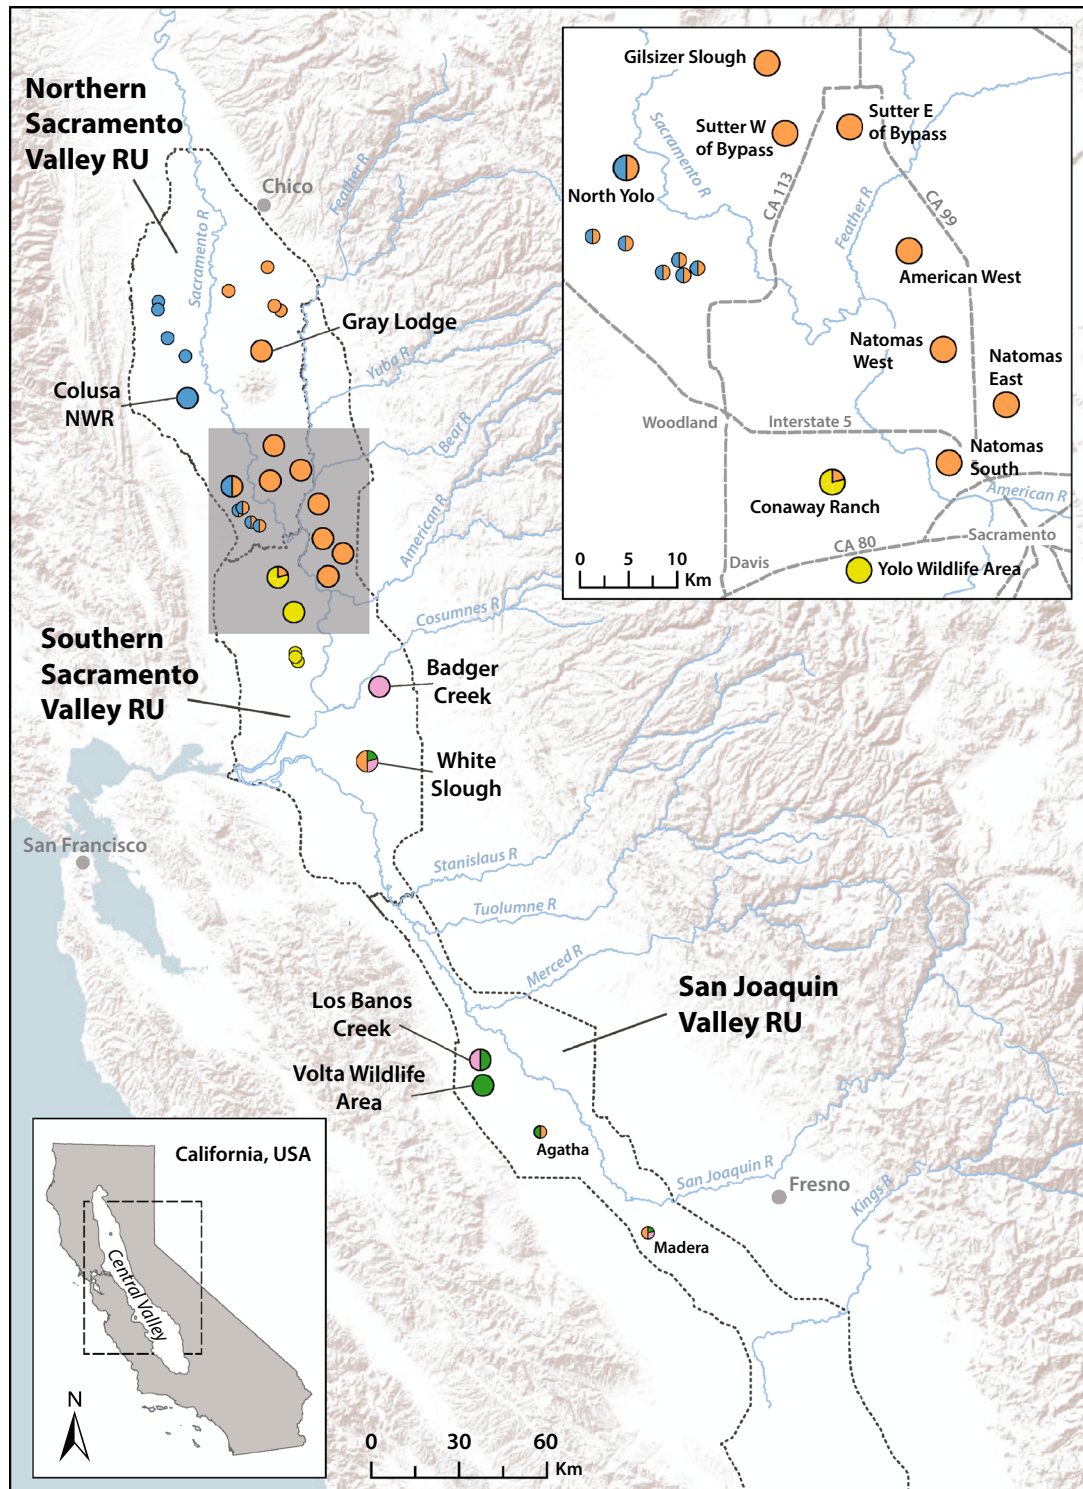 Northern
Sacramento
Valley RU
Chico
Feather R
Sacramento R
Gray Lodge
Yuba R
Colusa
NWR
Bear R
American R
Cosumnes R
Southern
Sacramento
Valley RU
Badger
Creek
White
Slough
San Francisco
Stanislaus R
Tuolumne R
Merced R
San Joaquin
Valley RU
Los Banos
Creek
Volta Wildlife
Area
Agatha
San Joaquin R
Fresno
Kings R
Madera
Gilsizer Slough
Sutter W
of Bypass
Sutter E
of Bypass
Sacramento R
North Yolo
CA 113
Feather R
CA 99
American West
Natomas
West
Natomas
East
Woodland
Interstate 5
Natomas
South
American R
Conaway Ranch
CA 80
Sacramento
Davis
Yolo Wildlife Area
0 5 10
Km
California, USA
Central Valley
N
0 30 60
Km